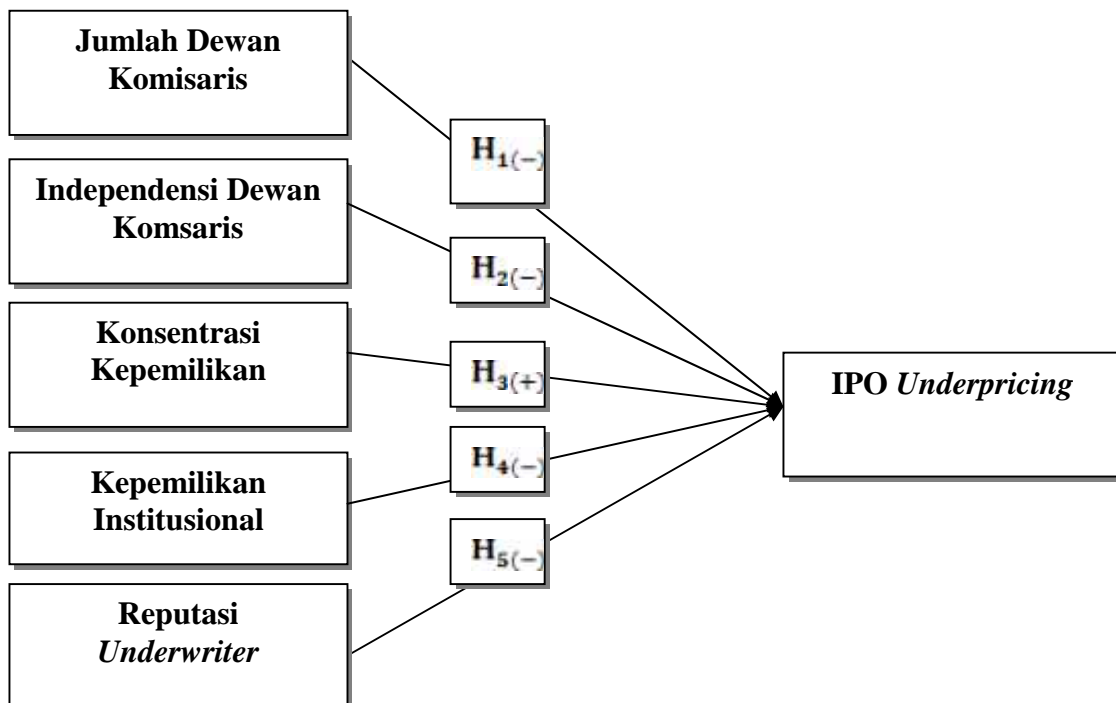 Jumlah Dewan
Komisaris
H1(−)
Independensi Dewan
Komsaris
H2(−)
Konsentrasi
Kepemilikan
H3(+)
IPO Underpricing
Kepemilikan
Institusional
H4(−)
H5(−)
Reputasi
Underwriter